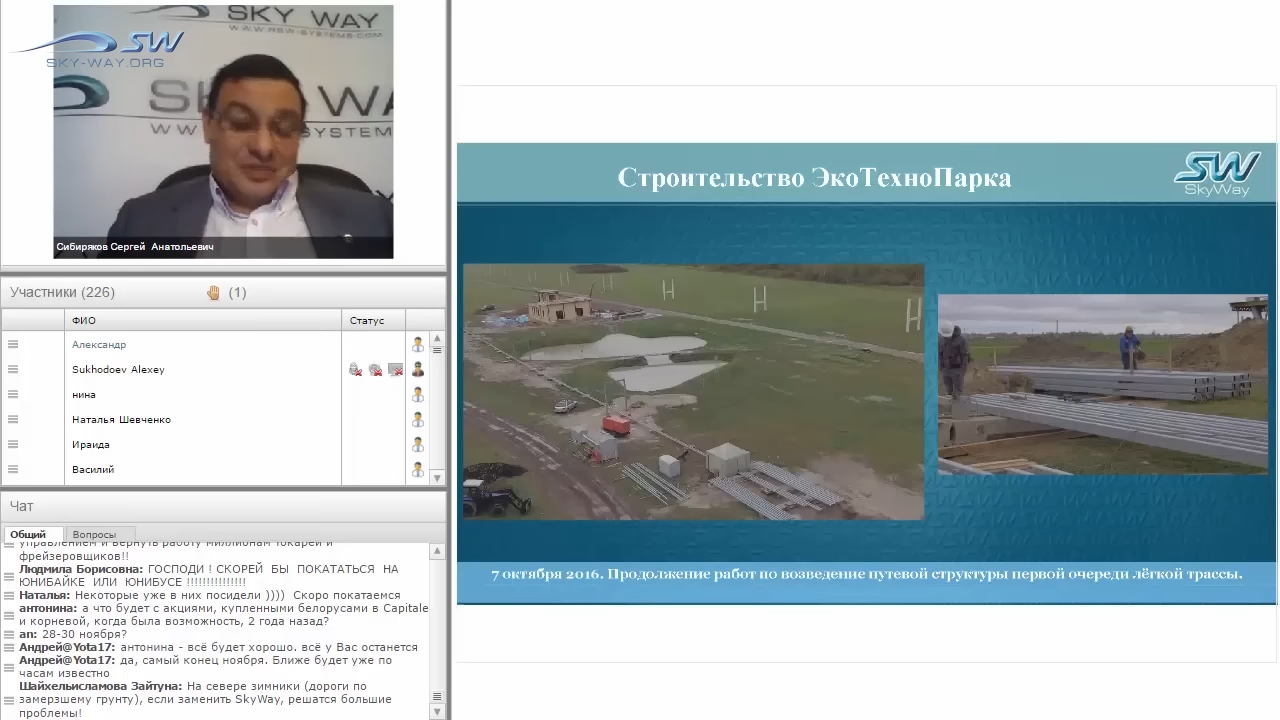 SKY WAY
WWW.RSW-SYSTEMS.COM
SW
SKY-WAY.ORG
Сибиряков Сергей Анатольевич
Участники (226)
(1)
ФИО
Статус
Александр
Sukhodoev Alexey
нина
Наталья Шевченко
Ираида
Василий
Чат
Общий
Вопросы
управлением и вернуть работу миллионам токарей и
фрейзеровщиков!!
Людмила Борисовна: ГОСПОДИ ! СКОРЕЙ БЫ ПОКАТАТЬСЯ НА
ЮНИБАЙКЕ ИЛИ ЮНИБУСЕ !!!!!!!!!!!!!!!
Наталья: Некоторые уже в них посидели )))) Скоро покатаемся
антонина: а что будет с акциями, купленными белорусами в Capitale
и корневой, когда была возможность, 2 года назад?
an: 28-30 ноября?
Андрей@Yota17: антонина - всё будет хорошо. всё у Вас останется
Андрей@Yota17: да, самый конец ноября. Ближе будет уже по
часам известно
Шайхельисламова Зайтуна: На севере зимники (дороги по
замерзшему грунту), если заменить SkyWay, решатся большие
проблемы!
Строительство ЭкоТехноПарка
SW
SkyWay
7 октября 2016. Продолжение работ по возведение путевой структуры первой очереди лёгкой трассы.